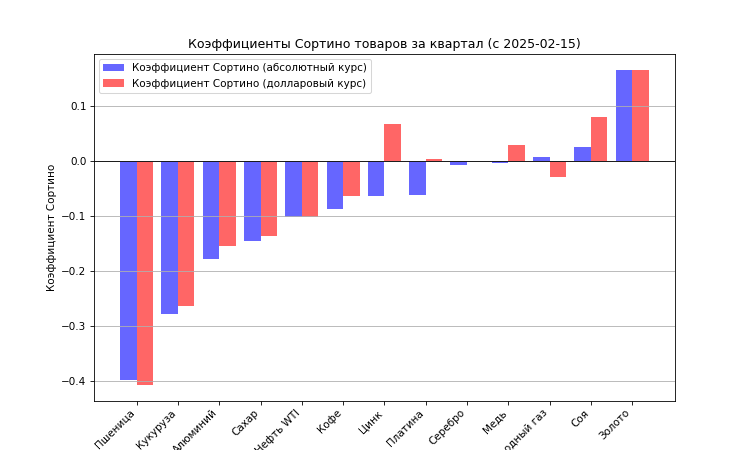 Коэффициенты Сортино товаров за квартал (с 2025-02-15)
Коэффициент Сортино (абсолютный курс)
Коэффициент Сортино (долларовый курс)
Коэффициент Сортино
0.1
0.0
−0.1
−0.2
−0.3
−0.4
Пшеница
Кукуруза
Алюминий
Сахар
Нефть WTI
Кофе
Цинк
Платина
Серебро
Медь
газ
Соя
Золото